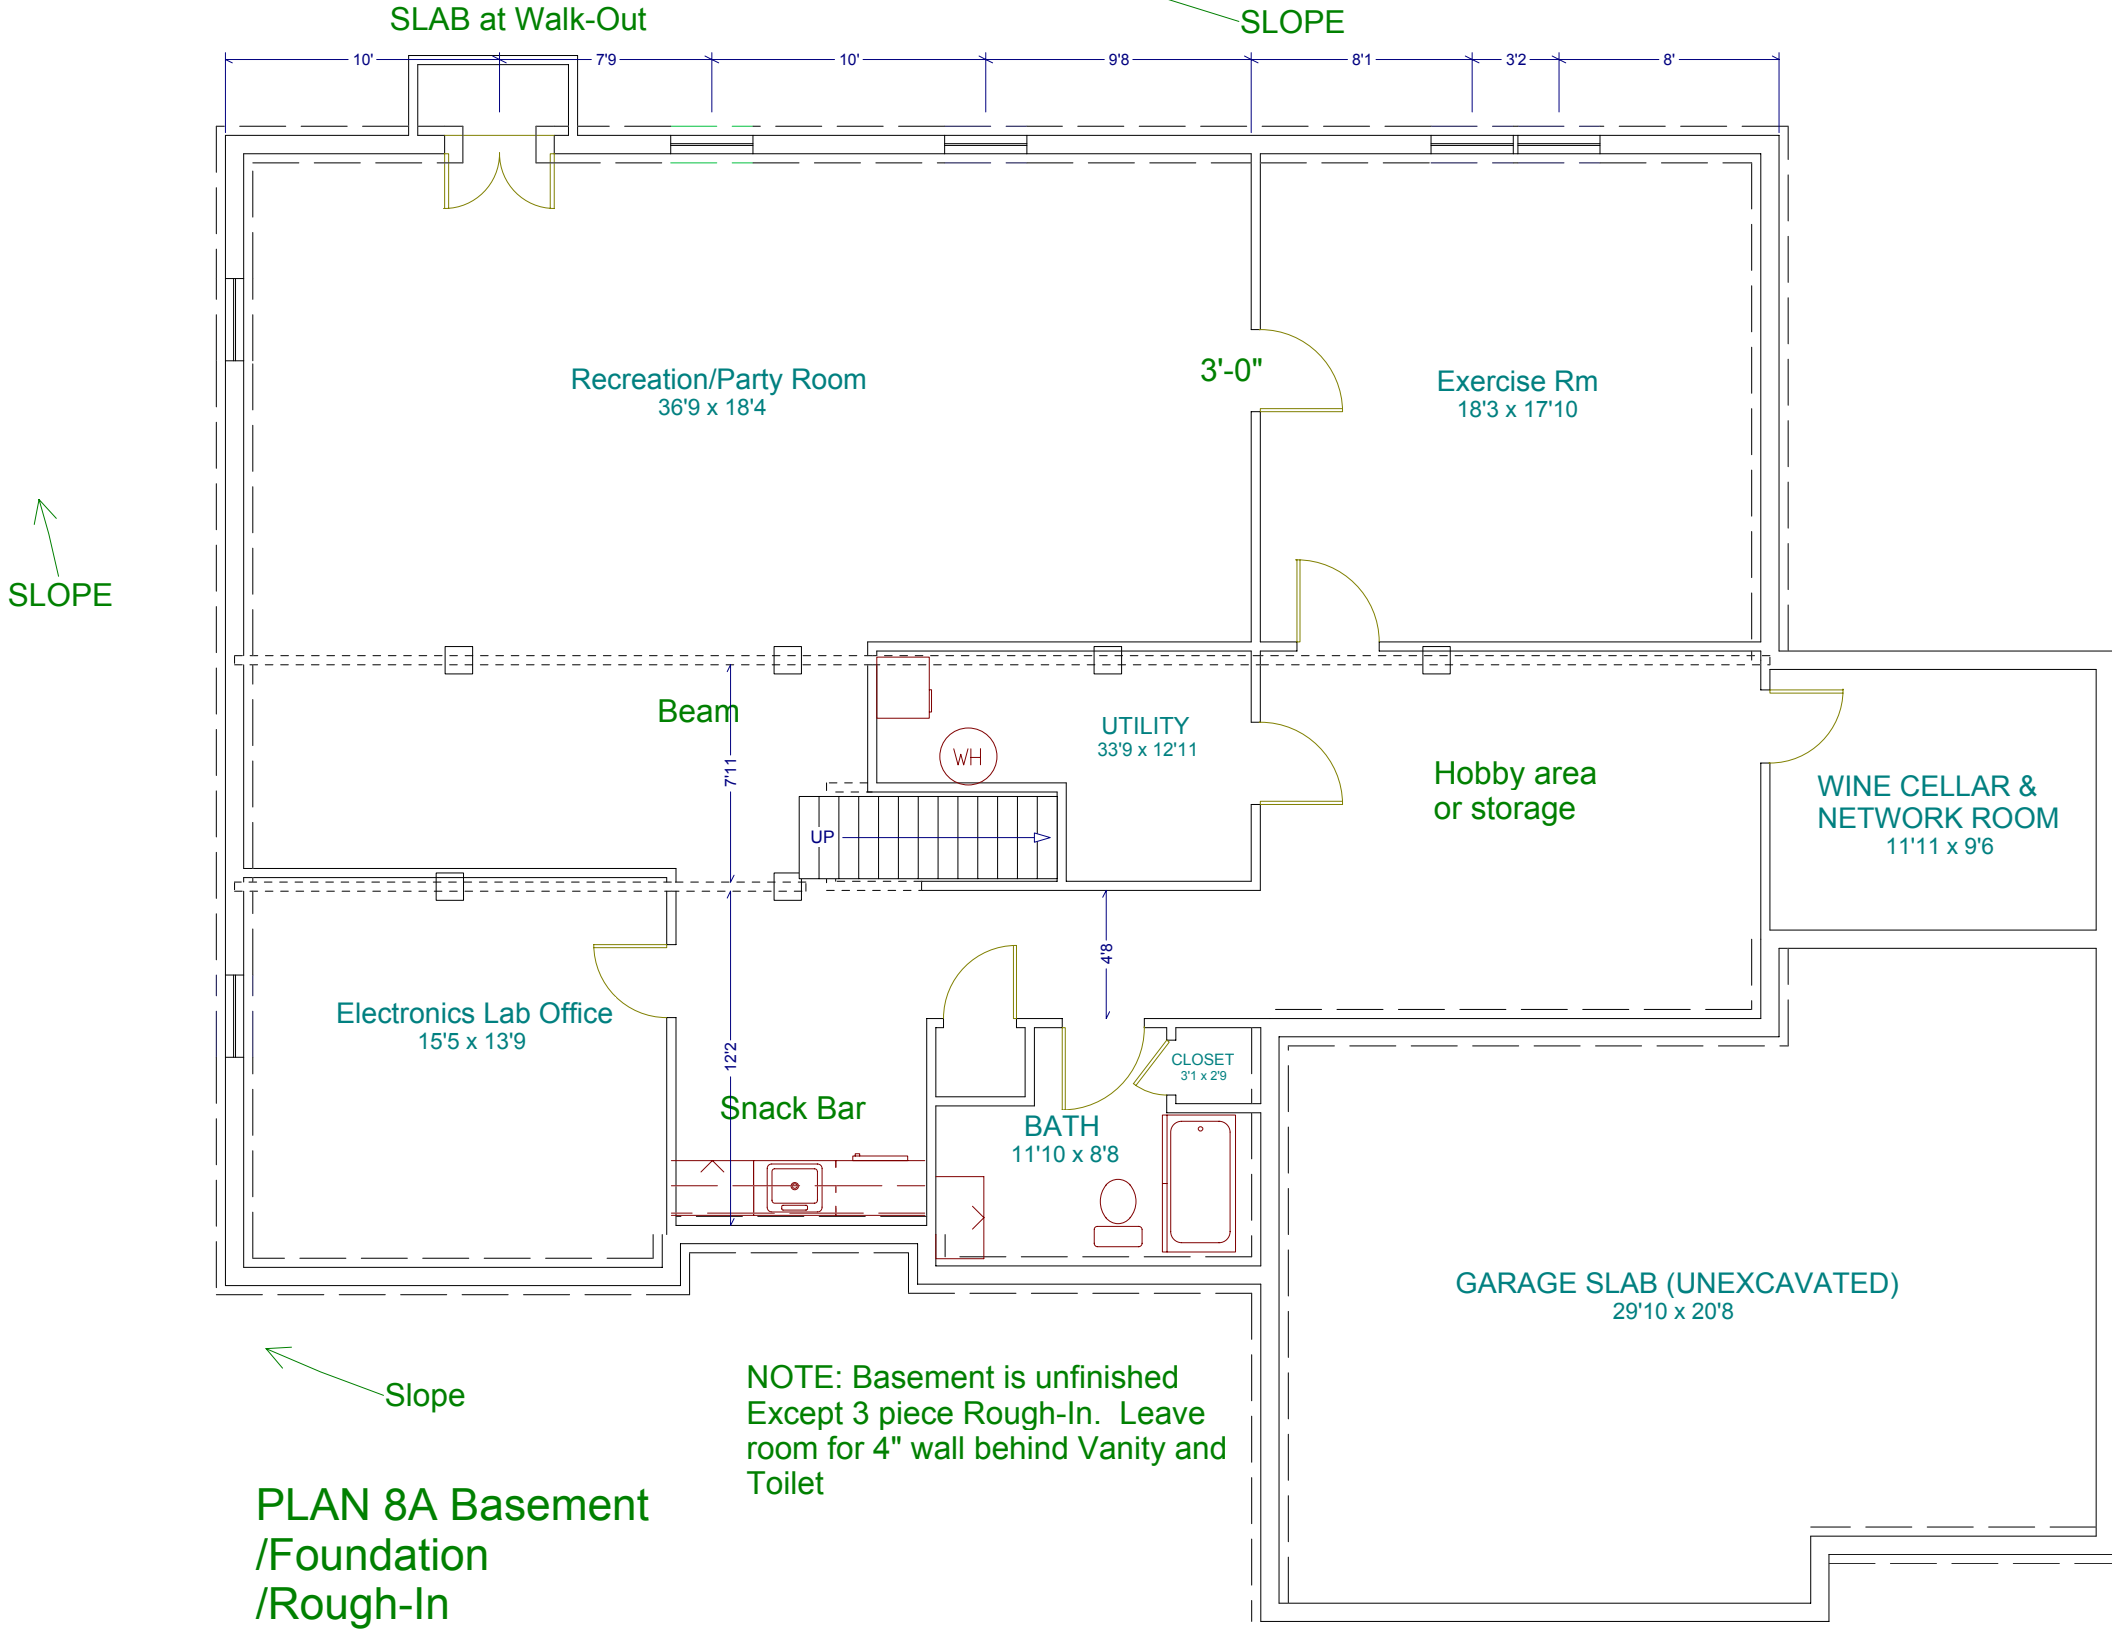 SLAB at Walk-Out
SLOPE
10'
7'9
10'
9'8
8'1
3'2
8'
Recreation/Party Room
36'9 x 18'4
3'-0"
Exercise Rm
18'3 x 17'10
SLOPE
Beam
7'11
UTILITY
33'9 x 12'11
WH
UP
Hobby area
or storage
WINE CELLAR &
NETWORK ROOM
11'11 x 9'6
4'8
Electronics Lab Office
15'5 x 13'9
12'2
Snack Bar
CLOSET
3'1 x 2'9
BATH
11'10 x 8'8
GARAGE SLAB (UNEXCAVATED)
29'10 x 20'8
Slope
NOTE: Basement is unfinished
Except 3 piece Rough-In.  Leave
room for 4" wall behind Vanity and
Toilet
PLAN 8A Basement
/Foundation
/Rough-In